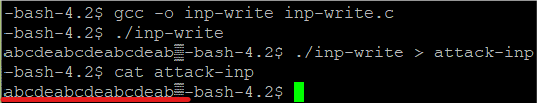 -bash-4.2$ gcc -o inp-write inp-write.c
-bash-4.2$ ./inp-write
abcdeabcdeabcdeab▒-bash-4.2$ ./inp-write > attack-inp
-bash-4.2$ cat attack-inp
abcdeabcdeabcdeab▒-bash-4.2$